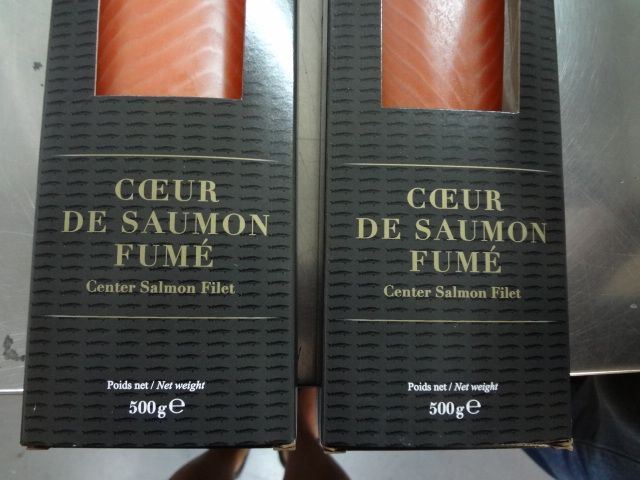 CŒUR
DE SAUMON
FUMÉ
Center Salmon Filet
Poids net / Net weight
500g℮
CŒUR
DE SAUMON
FUMÉ
Center Salmon Filet
Poids net / Net weight
500g℮